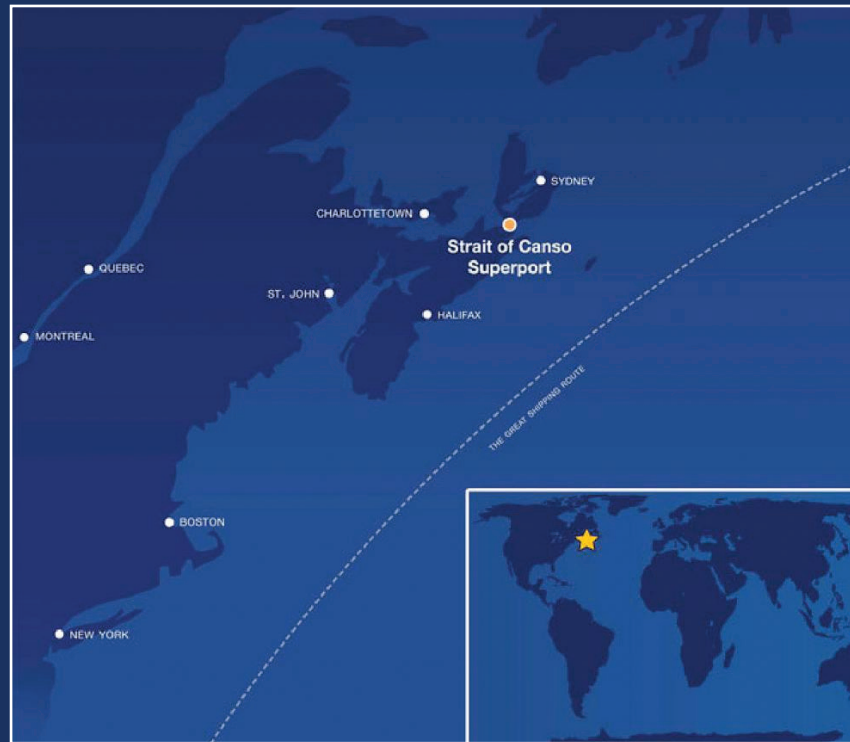 SYDNEY
CHARLOTTETOWN
Strait of Canso
Superport
QUEBEC
ST. JOHN
HALIFAX
MONTREAL
THE GREAT SHIPPING ROUTE
BOSTON
NEW YORK